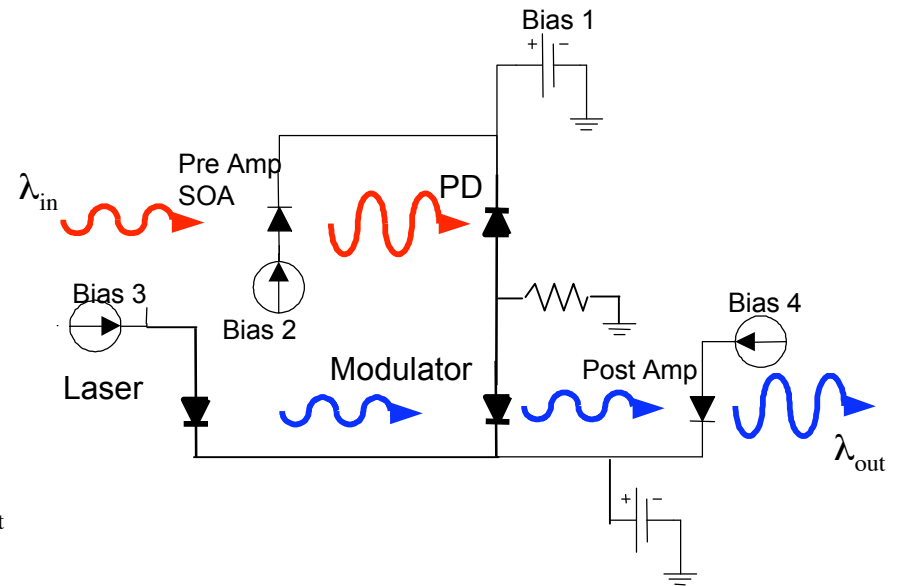 Bias 1
+ −
Pre Amp
SOA
PD
λin
Bias 3
Bias 2
Bias 4
Laser
Modulator
Post Amp
λout
+ −
t